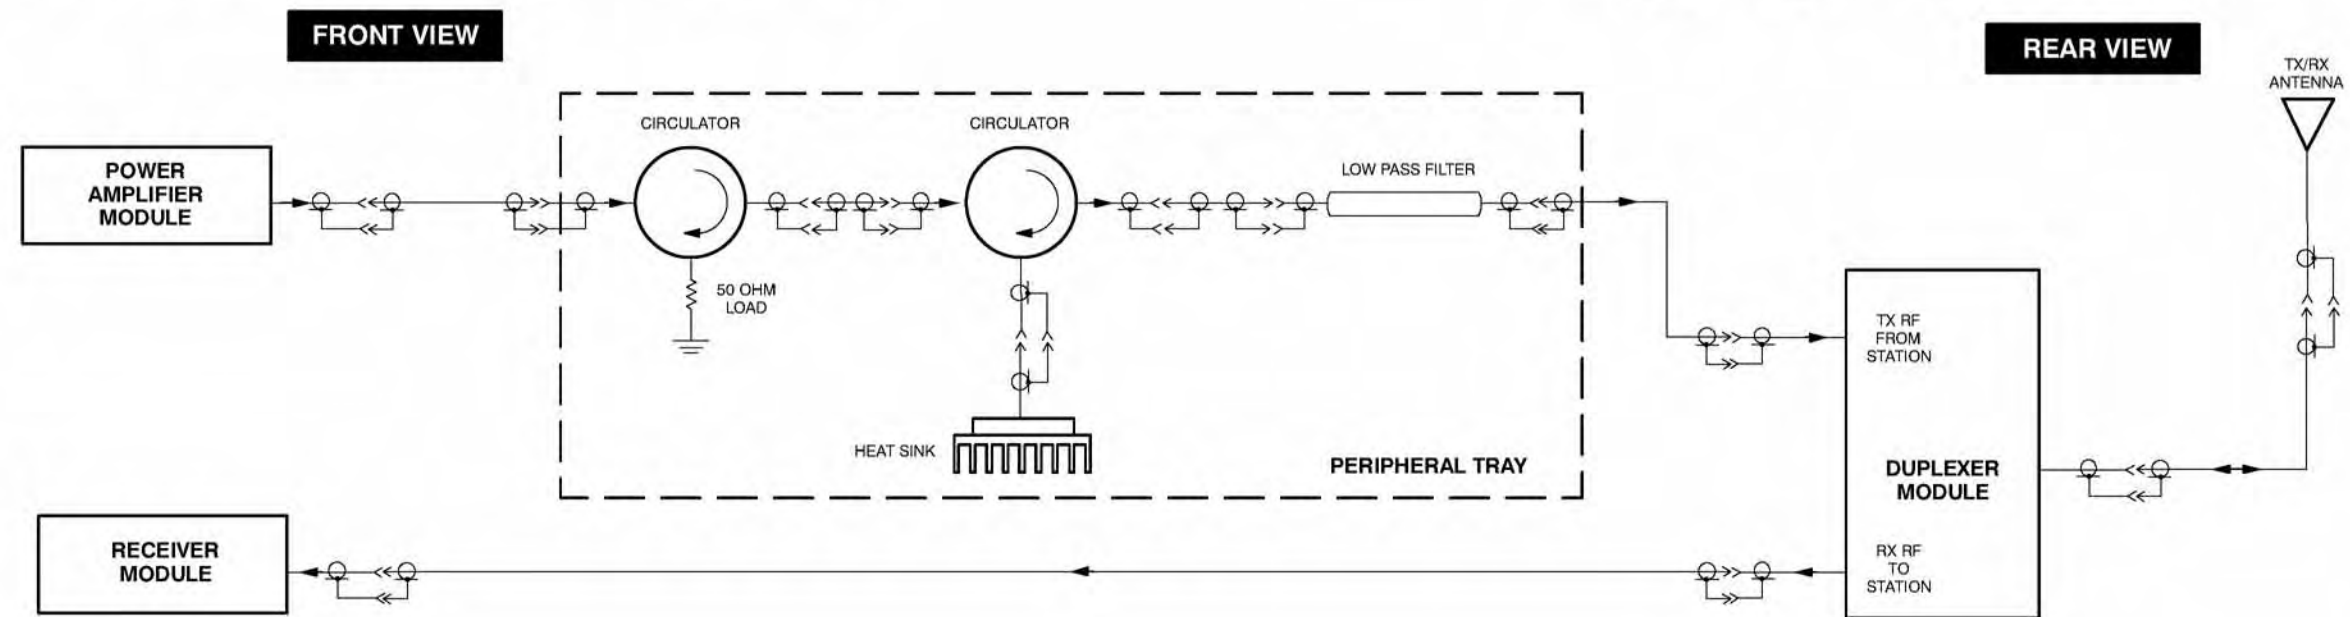 FRONT VIEW
REAR VIEW
TX/RX
ANTENNA
CIRCULATOR
CIRCULATOR
POWER
AMPLIFIER
MODULE
LOW PASS FILTER
50 OHM
LOAD
TX RF
FROM
STATION
HEAT SINK
PERIPHERAL TRAY
DUPLEXER
MODULE
RECEIVER
MODULE
RX RF
TO
STATION